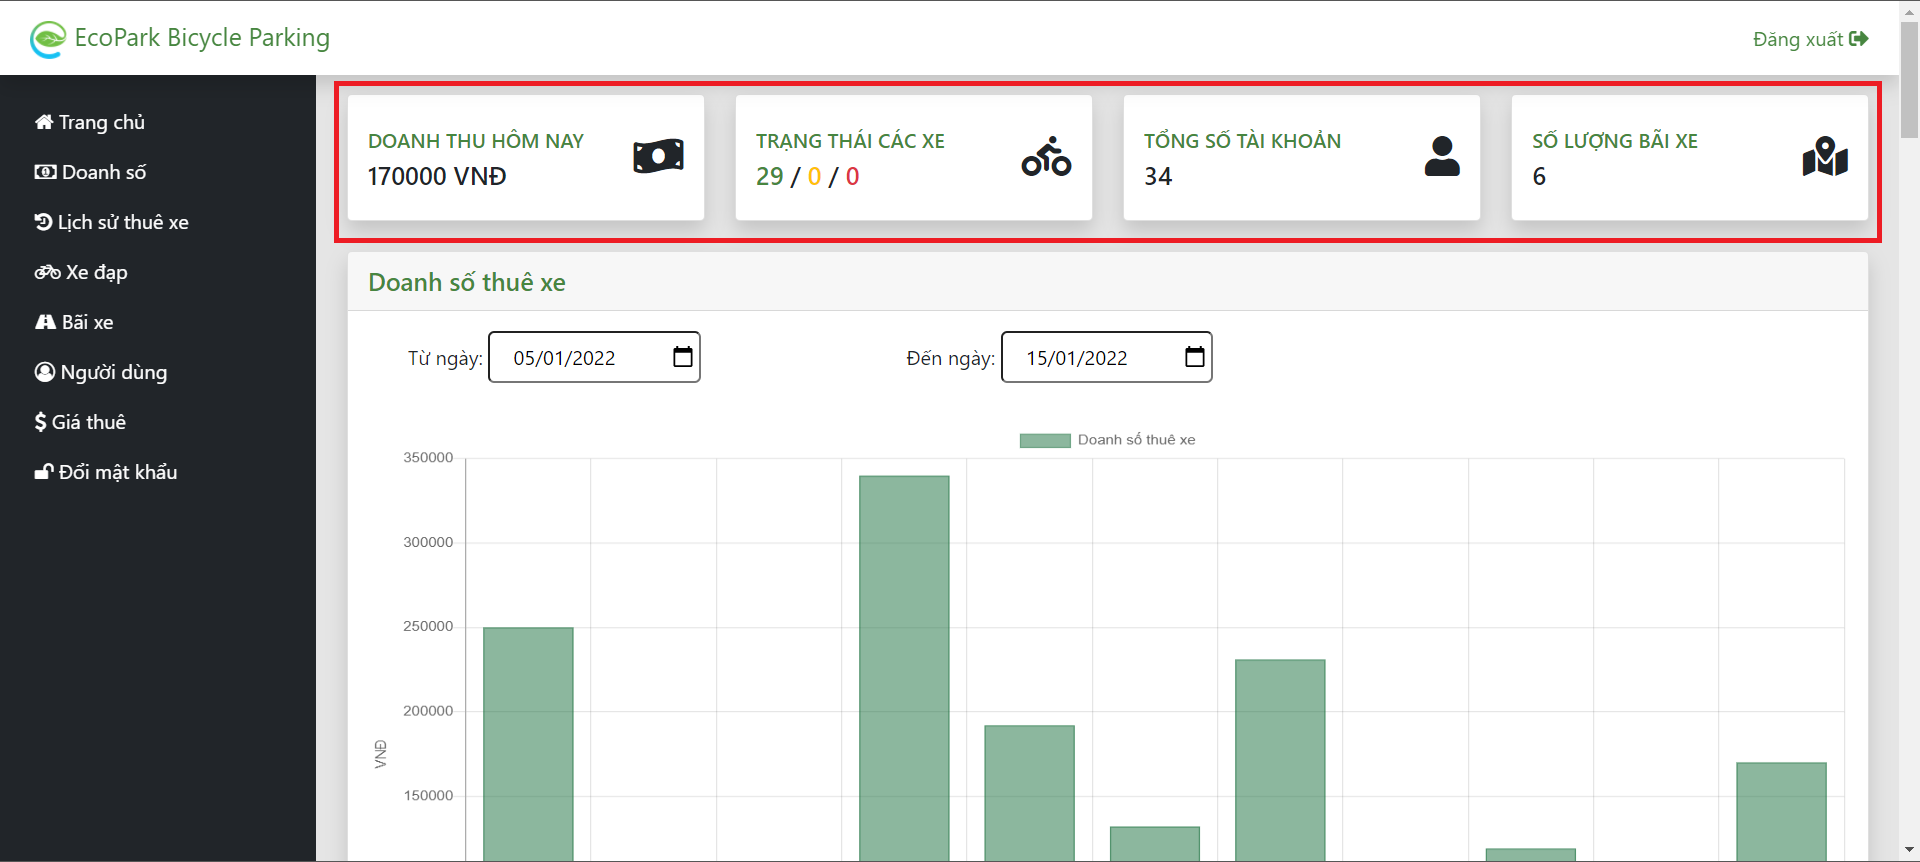 EcoPark Bicycle Parking
Đăng xuất
Trang chủ
Doanh số
Lịch sử thuê xe
Xe đạp
Bãi xe
Người dùng
Giá thuê
Đổi mật khẩu
DOANH THU HÔM NAY
170000 VNĐ
TRẠNG THÁI CÁC XE
29 / 0 / 0
TỔNG SỐ TÀI KHOẢN
34
SỐ LƯỢNG BÃI XE
6
Doanh số thuê xe
Từ ngày: 05/01/2022
Đến ngày: 15/01/2022
Doanh số thuê xe
350000
300000
250000
200000
150000
VNĐ